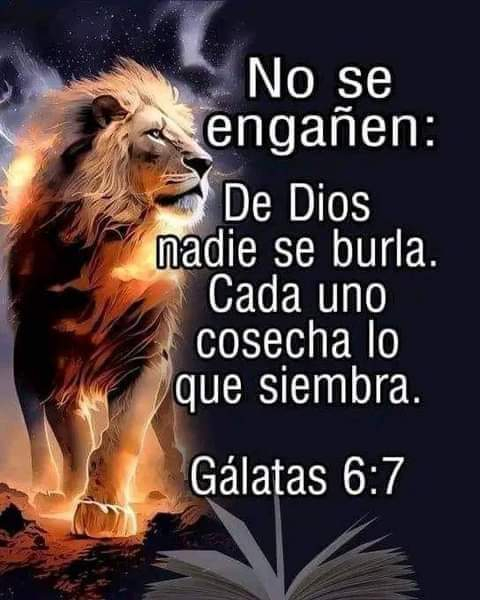 No se
engañen:
De Dios
nadie se burla.
Cada uno
cosecha lo
que siembra.
Gálatas 6:7